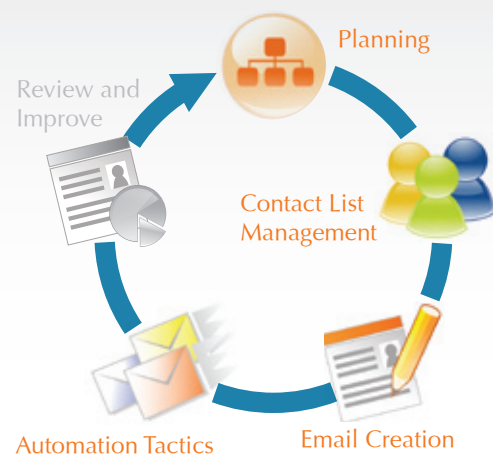 Planning
Review and
Improve
Contact List
Management
Automation Tactics
Email Creation